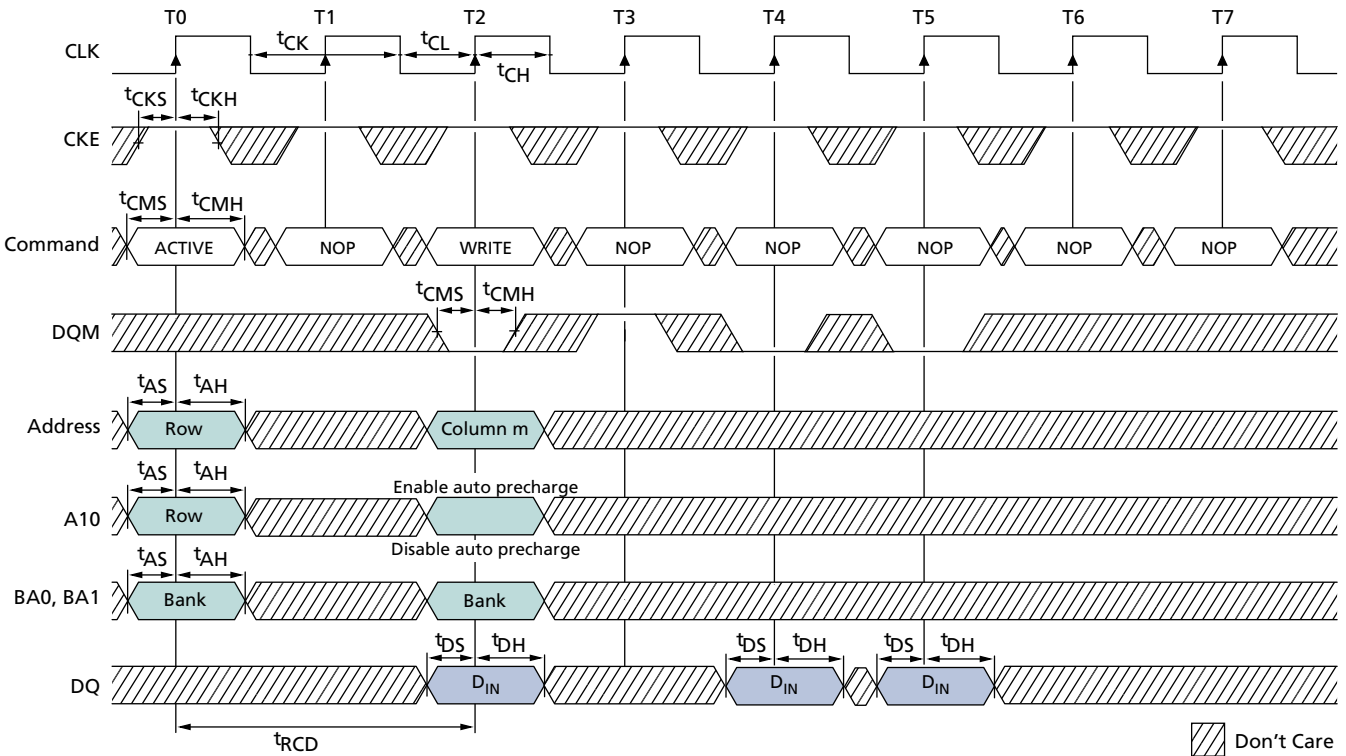 T0 T1 T2 T3 T4 T5 T6 T7
CLK tCK tCL tCH
tCKS tCKH
CKE
tCMS tCMH
Command ACTIVE NOP WRITE NOP NOP NOP NOP NOP
tCMS tCMH
DQM
tAS tAH
Address Row Column m
tAS tAH Enable auto precharge
A10 Row
tAS tAH Disable auto precharge
BA0, BA1 Bank Bank
tDS tDH tDS tDH tDS tDH
DQ DIN DIN DIN
tRCD
Don't Care